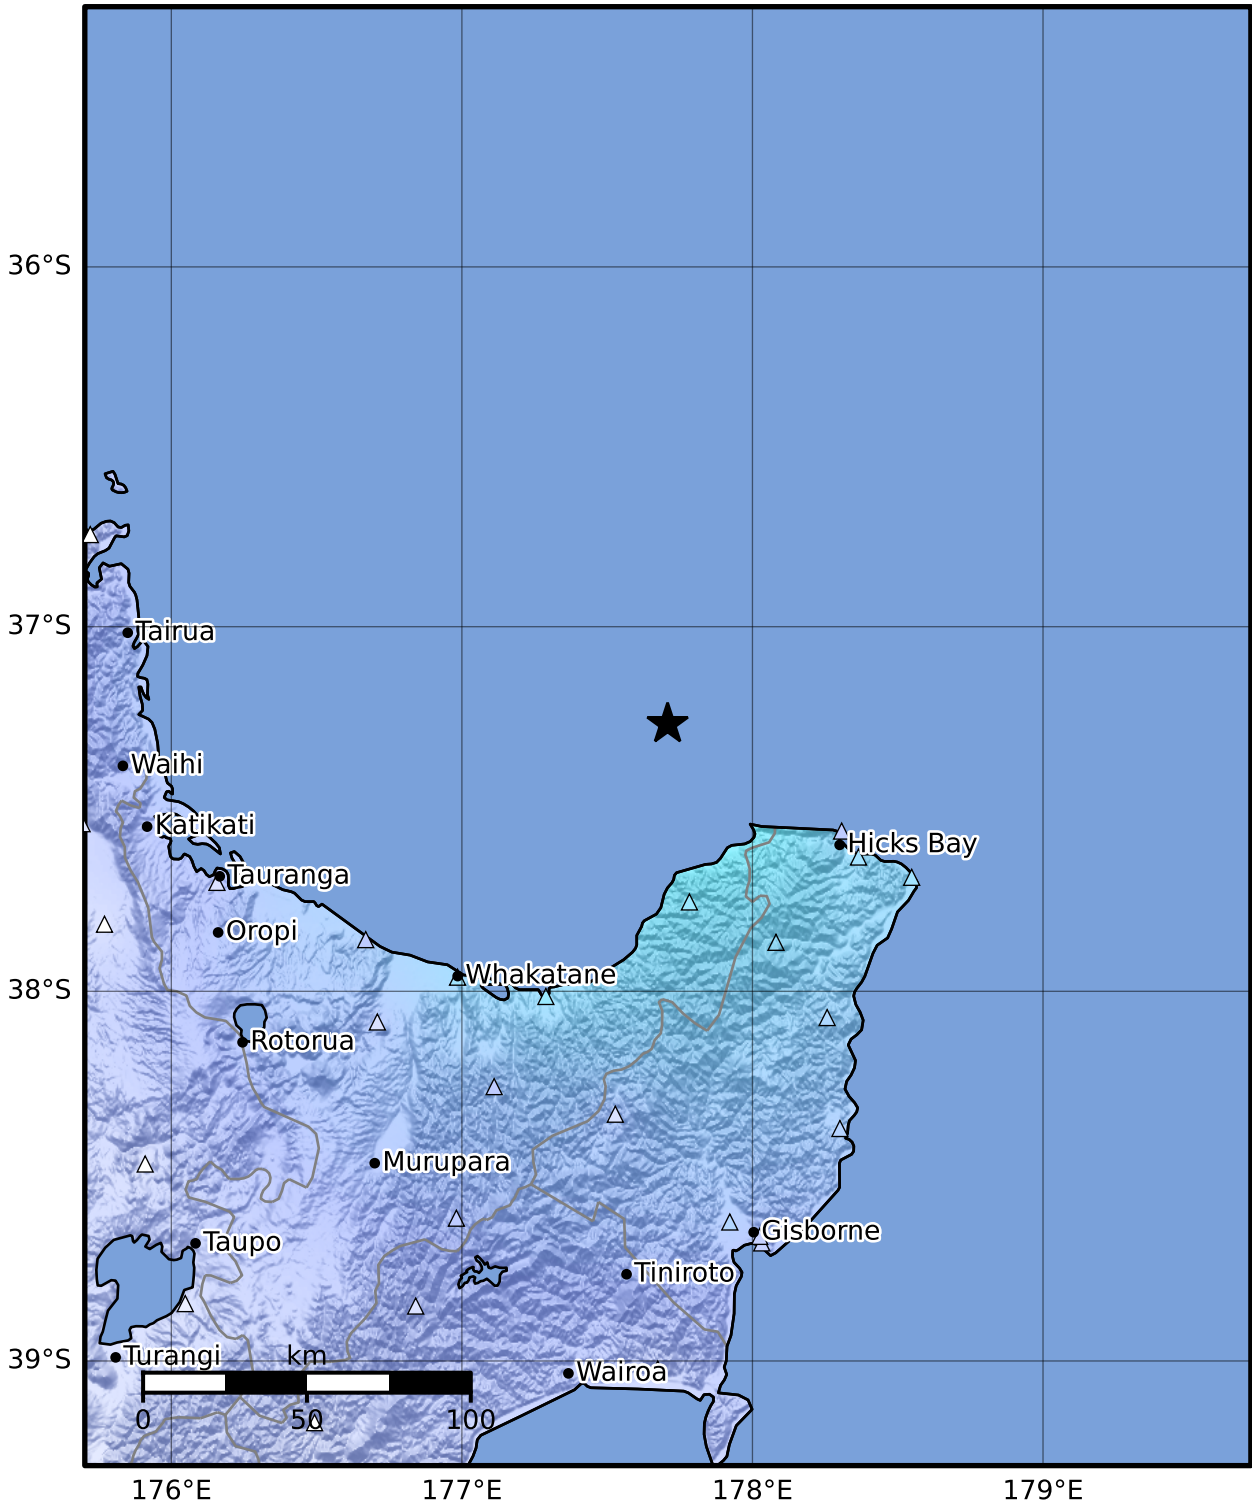 36°S
37°S
Tairua
Waihi
Katikati
Hicks Bay
Tauranga
Oropi
Whakatane
38°S
Rotorua
Murupara
Gisborne
Taupo
Tiniroto
39°S
Turangi
km
Wairoa
0 50 100
176°E 177°E 178°E 179°E